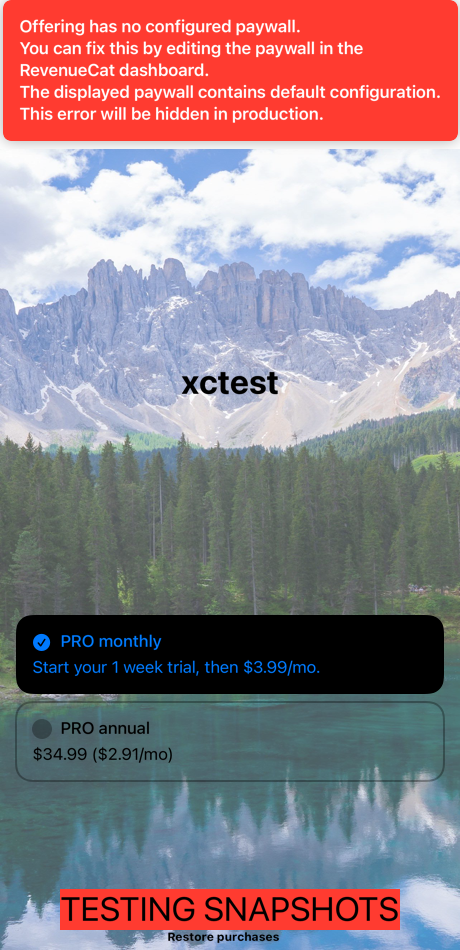 Offering has no configured paywall.
You can fix this by editing the paywall in the
RevenueCat dashboard.
The displayed paywall contains default configuration.
This error will be hidden in production.
xctest
PRO monthly
Start your 1 week trial, then $3.99/mo.
PRO annual
$34.99 ($2.91/mo)
TESTING SNAPSHOTS
Restore purchases